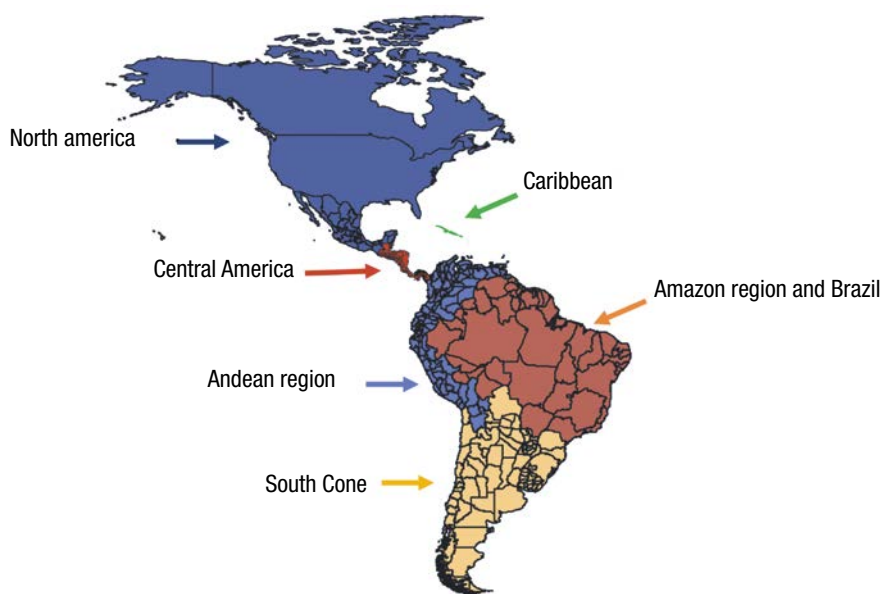 North america
Caribbean
Central America
Amazon region and Brazil
Andean region
South Cone